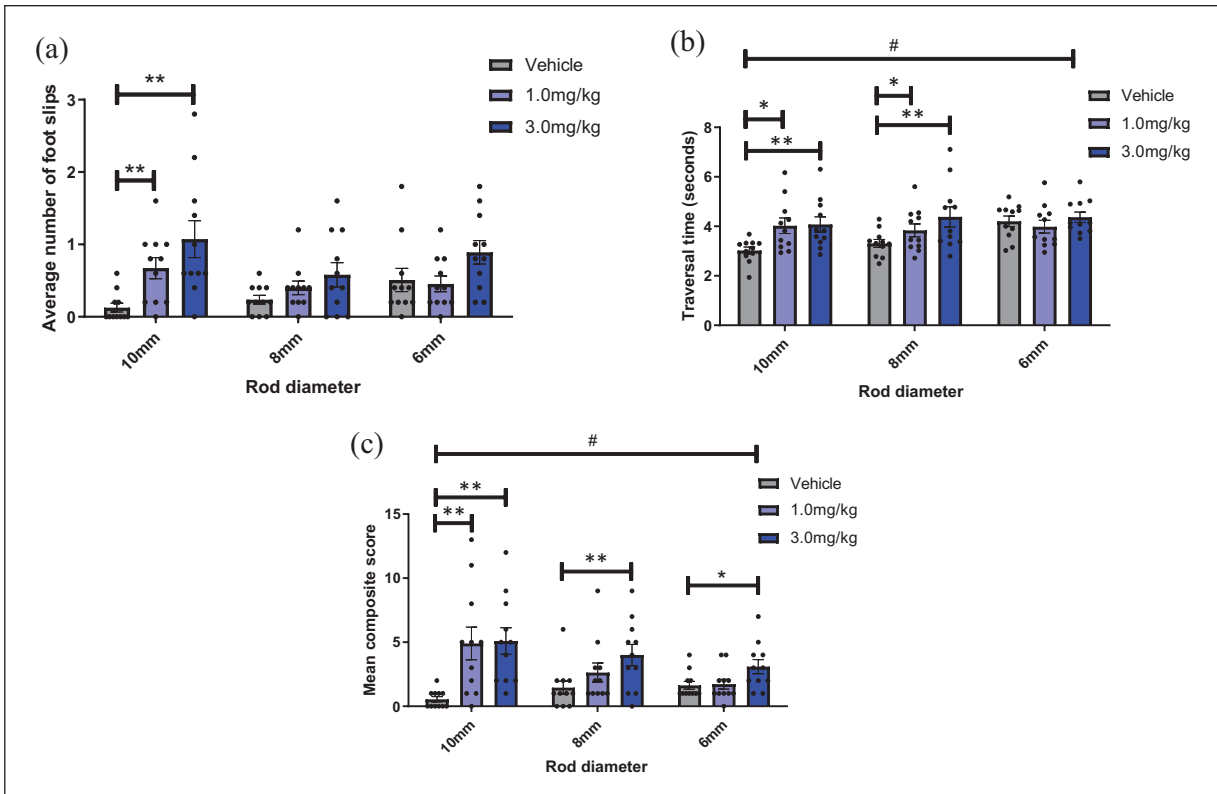 (a)
Vehicle
1.0mg/kg
3.0mg/kg
**
**
Average number of foot slips
3
2
1
0
10mm
8mm
6mm
Rod diameter
(b)
#
Vehicle
1.0mg/kg
3.0mg/kg
*
**
*
**
Traversal time (seconds)
8
6
4
2
0
10mm
8mm
6mm
Rod diameter
(c)
#
Vehicle
1.0mg/kg
3.0mg/kg
**
**
**
*
Mean composite score
15
10
5
0
10mm
8mm
6mm
Rod diameter